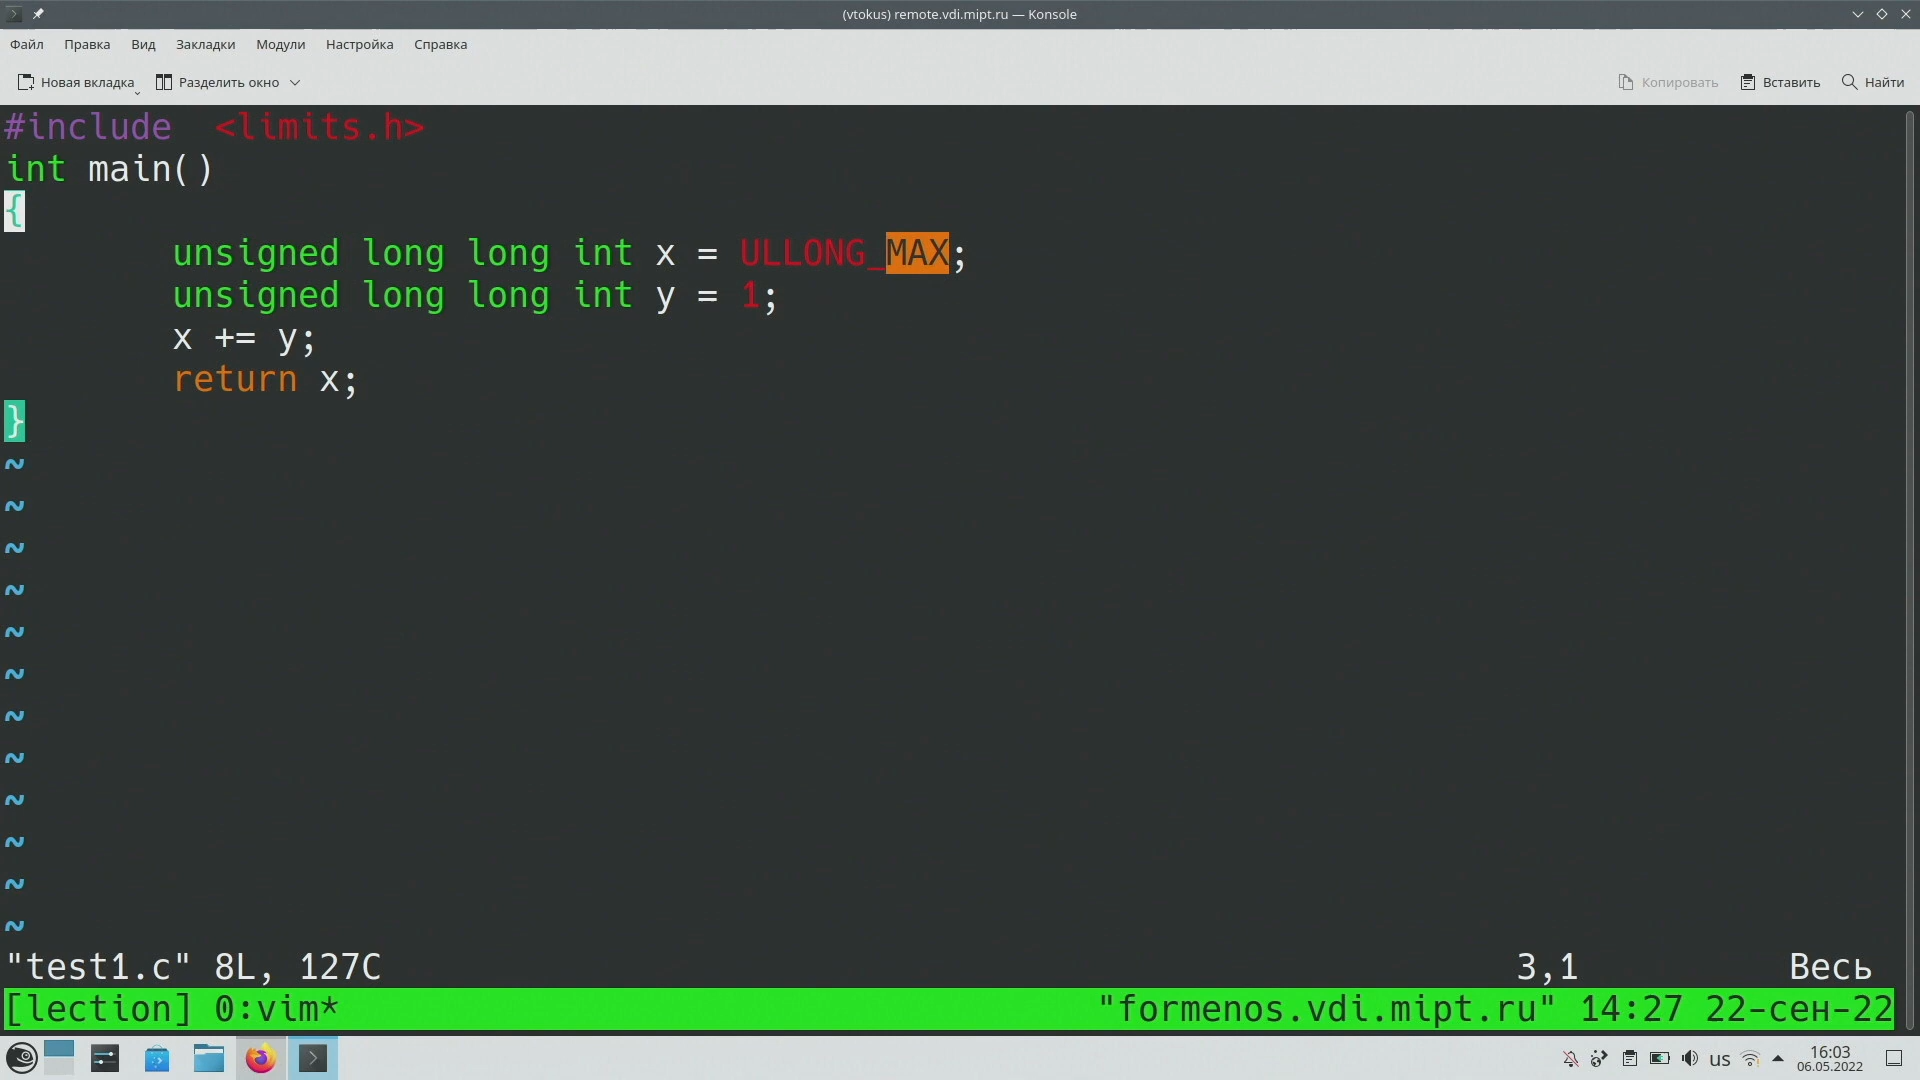 (vtokus) remote.vdi.mipt.ru — Konsole
Файл Правка Вид Закладки Модули Настройка Справка
Новая вкладка Разделить окно Копировать Вставить Найти
#include  <limits.h>
int main()
{
        unsigned long long int x = ULLONG_MAX;
        unsigned long long int y = 1;
        x += y;
        return x;
}
~
~
~
~
~
~
~
~
~
~
~
~
"test1.c" 8L, 127C 3,1 Весь
[lection] 0:vim* "formenos.vdi.mipt.ru" 14:27 22-сен-22
us 16:03
06.05.2022